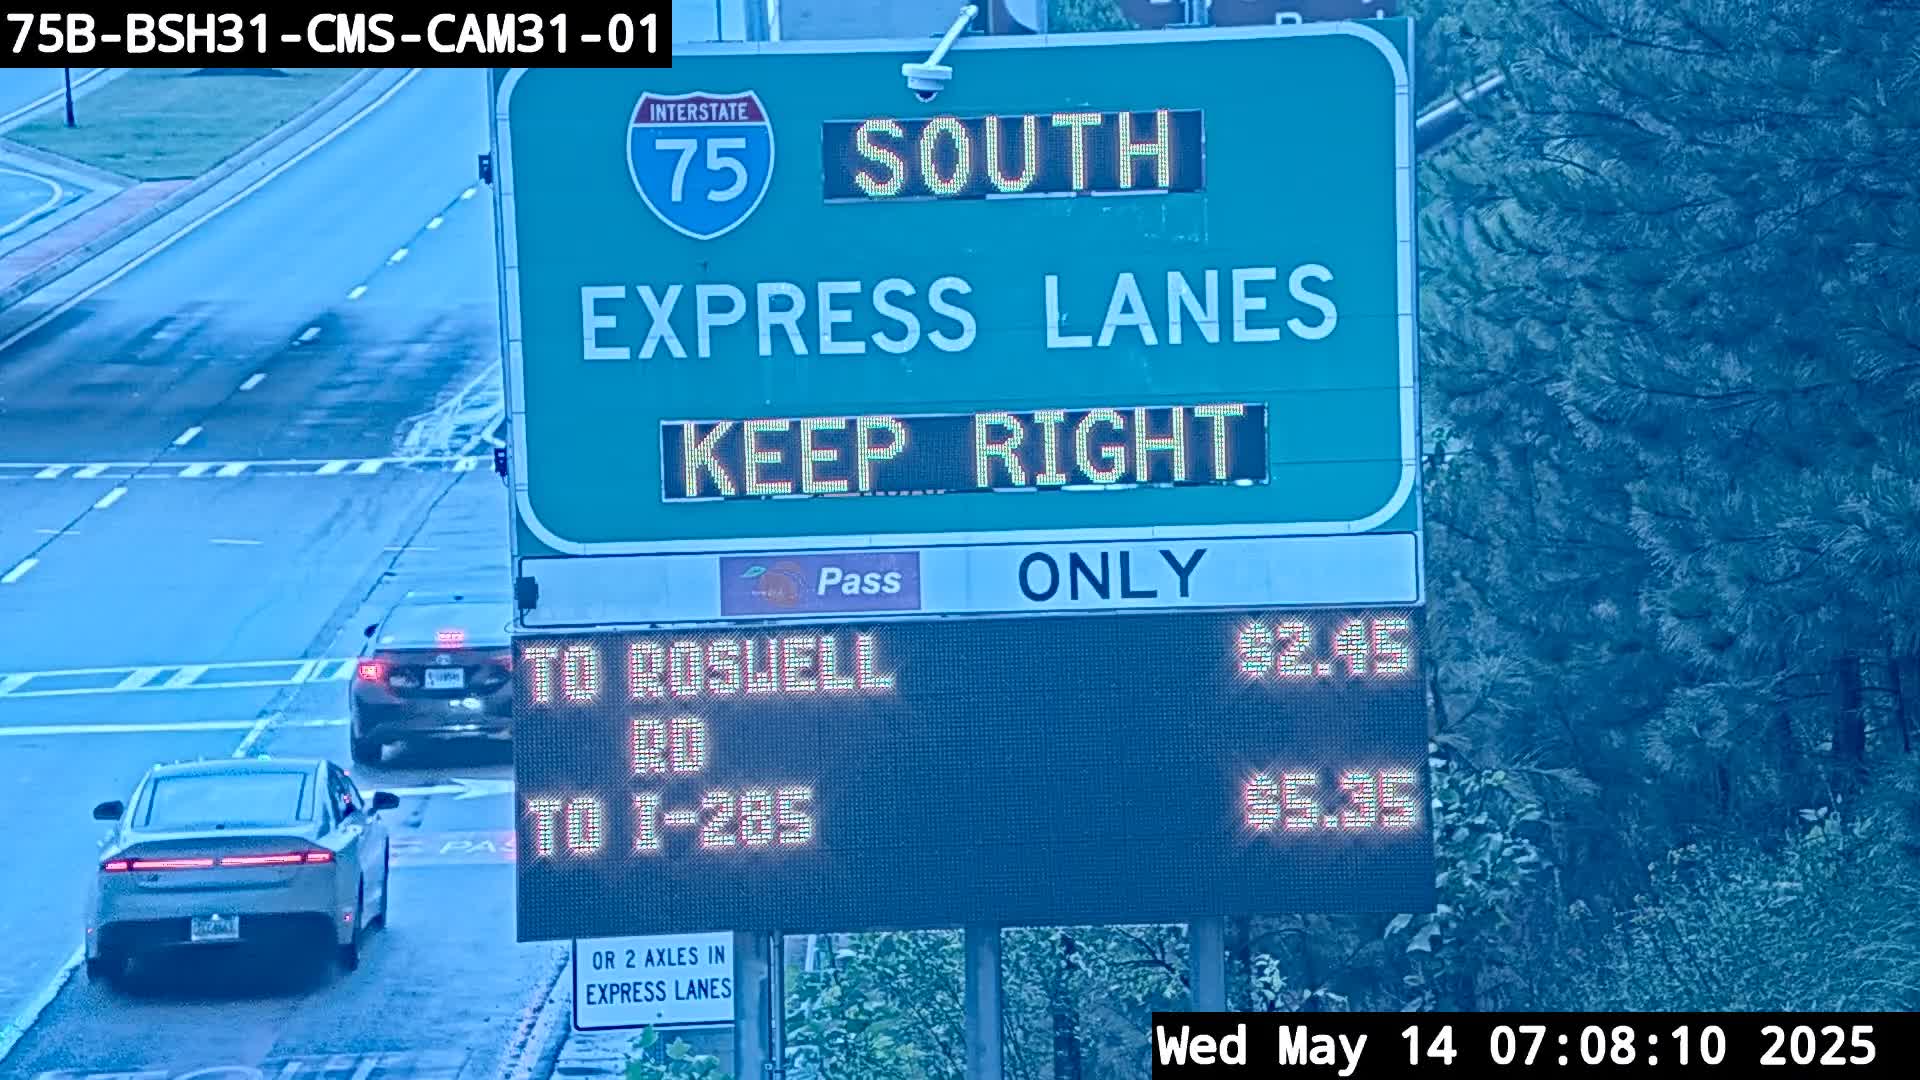 75B-BSH31-CMS-CAM31-01
INTERSTATE
75
SOUTH
EXPRESS LANES
KEEP RIGHT
Pass ONLY
TO ROSWELL $2.45
RD
TO I-285 $5.35
OR 2 AXLES IN
EXPRESS LANES
Wed May 14 07:08:10 2025